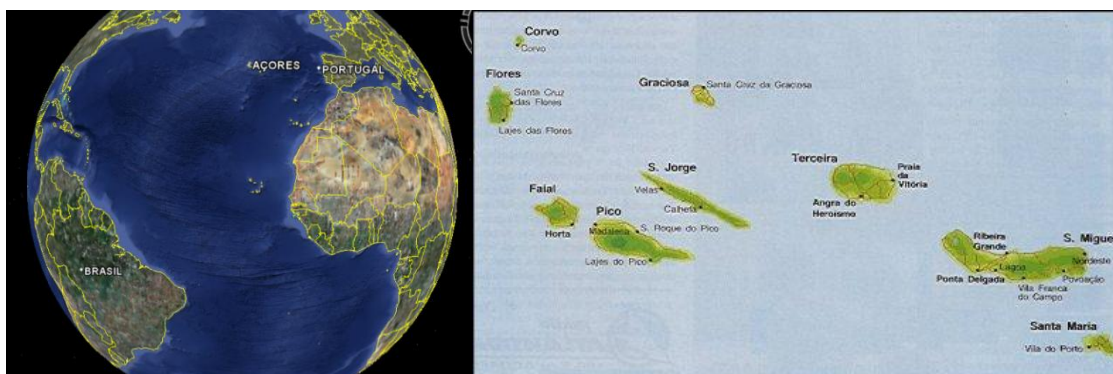 AÇORES
PORTUGAL
BRASIL
Corvo
Corvo
Flores
Santa Cruz
das Flores
Lajes das Flores
Graciosa
Santa Cruz da Graciosa
S. Jorge
Velas
Calheta
Terceira
Praia
da
Vitória
Angra do
Heroísmo
Faial
Horta
Pico
Madalena
S. Roque do Pico
Lajes do Pico
Ribeira
Grande
S. Migue
Nordeste
Lagoa
Ponta Delgada
Povoação
Vila Franca
do Campo
Santa Maria
Vila do Porto